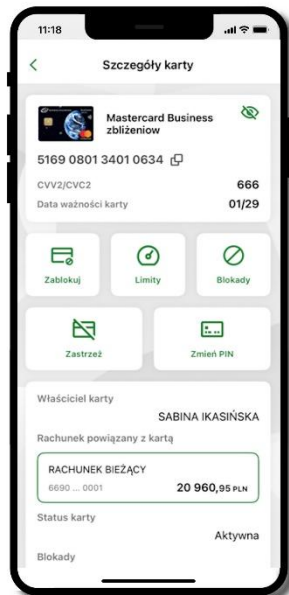 11:18
Szczegóły karty
Mastercard Business
zbliżeniow
5169 0801 3401 0634
CVV2/CVC2 666
Data ważności karty 01/29
Zablokuj Limity Blokady
Zastrzeż Zmień PIN
Właściciel karty
SABINA IKASIŃSKA
Rachunek powiązany z kartą
RACHUNEK BIEŻĄCY
6690 ... 0001 20 960,95 PLN
Status karty
Aktywna
Blokady